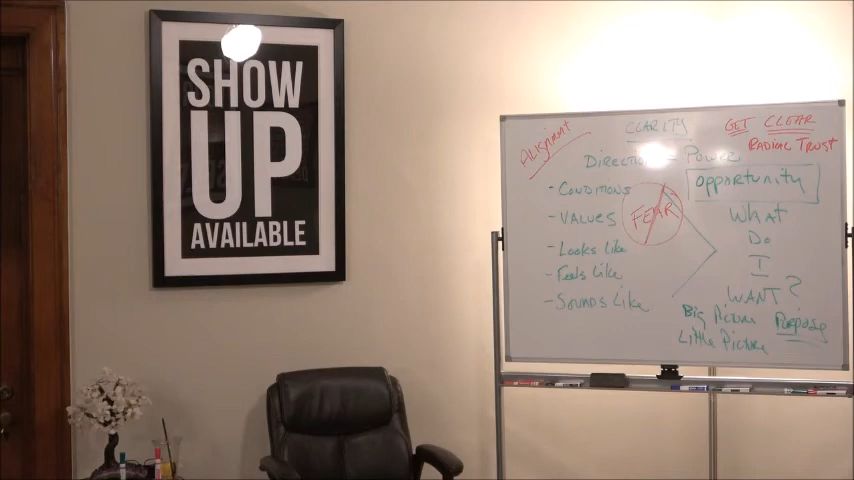 SHOW
UP
AVAILABLE
Alignment
CLARITY
GET CLEAR
RADICAL TRUST
Direction - Power
Opportunity
- Conditions
- VALUES
- Looks like
- Feels like
- Sounds Like
FEAR
What
Do
I
WANT?
Big Picture Purpose
Little Picture